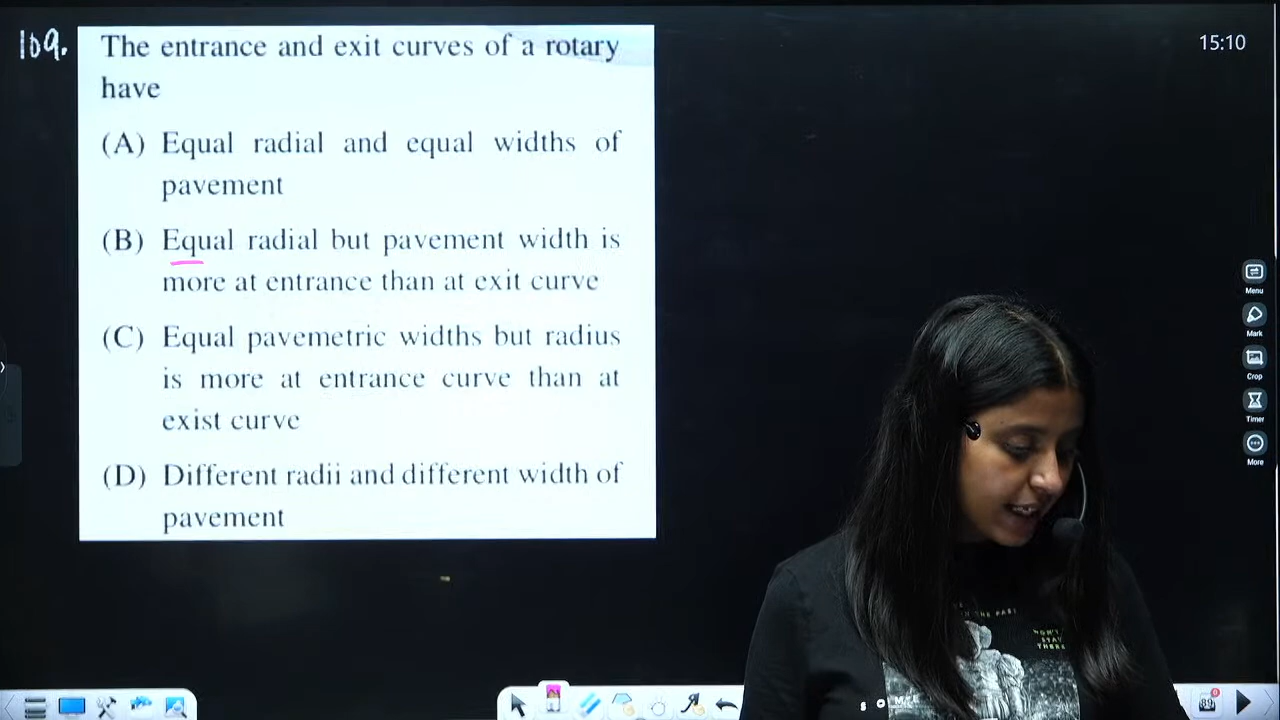 109.
The entrance and exit curves of a rotary
have
(A) Equal radial and equal widths of
pavement
(B) Equal radial but pavement width is
more at entrance than at exit curve
(C) Equal pavemetric widths but radius
is more at entrance curve than at
exist curve
(D) Different radii and different width of
pavement
15:10
Menu
Mark
Crop
Timer
More
WON'T
STAY
THERE